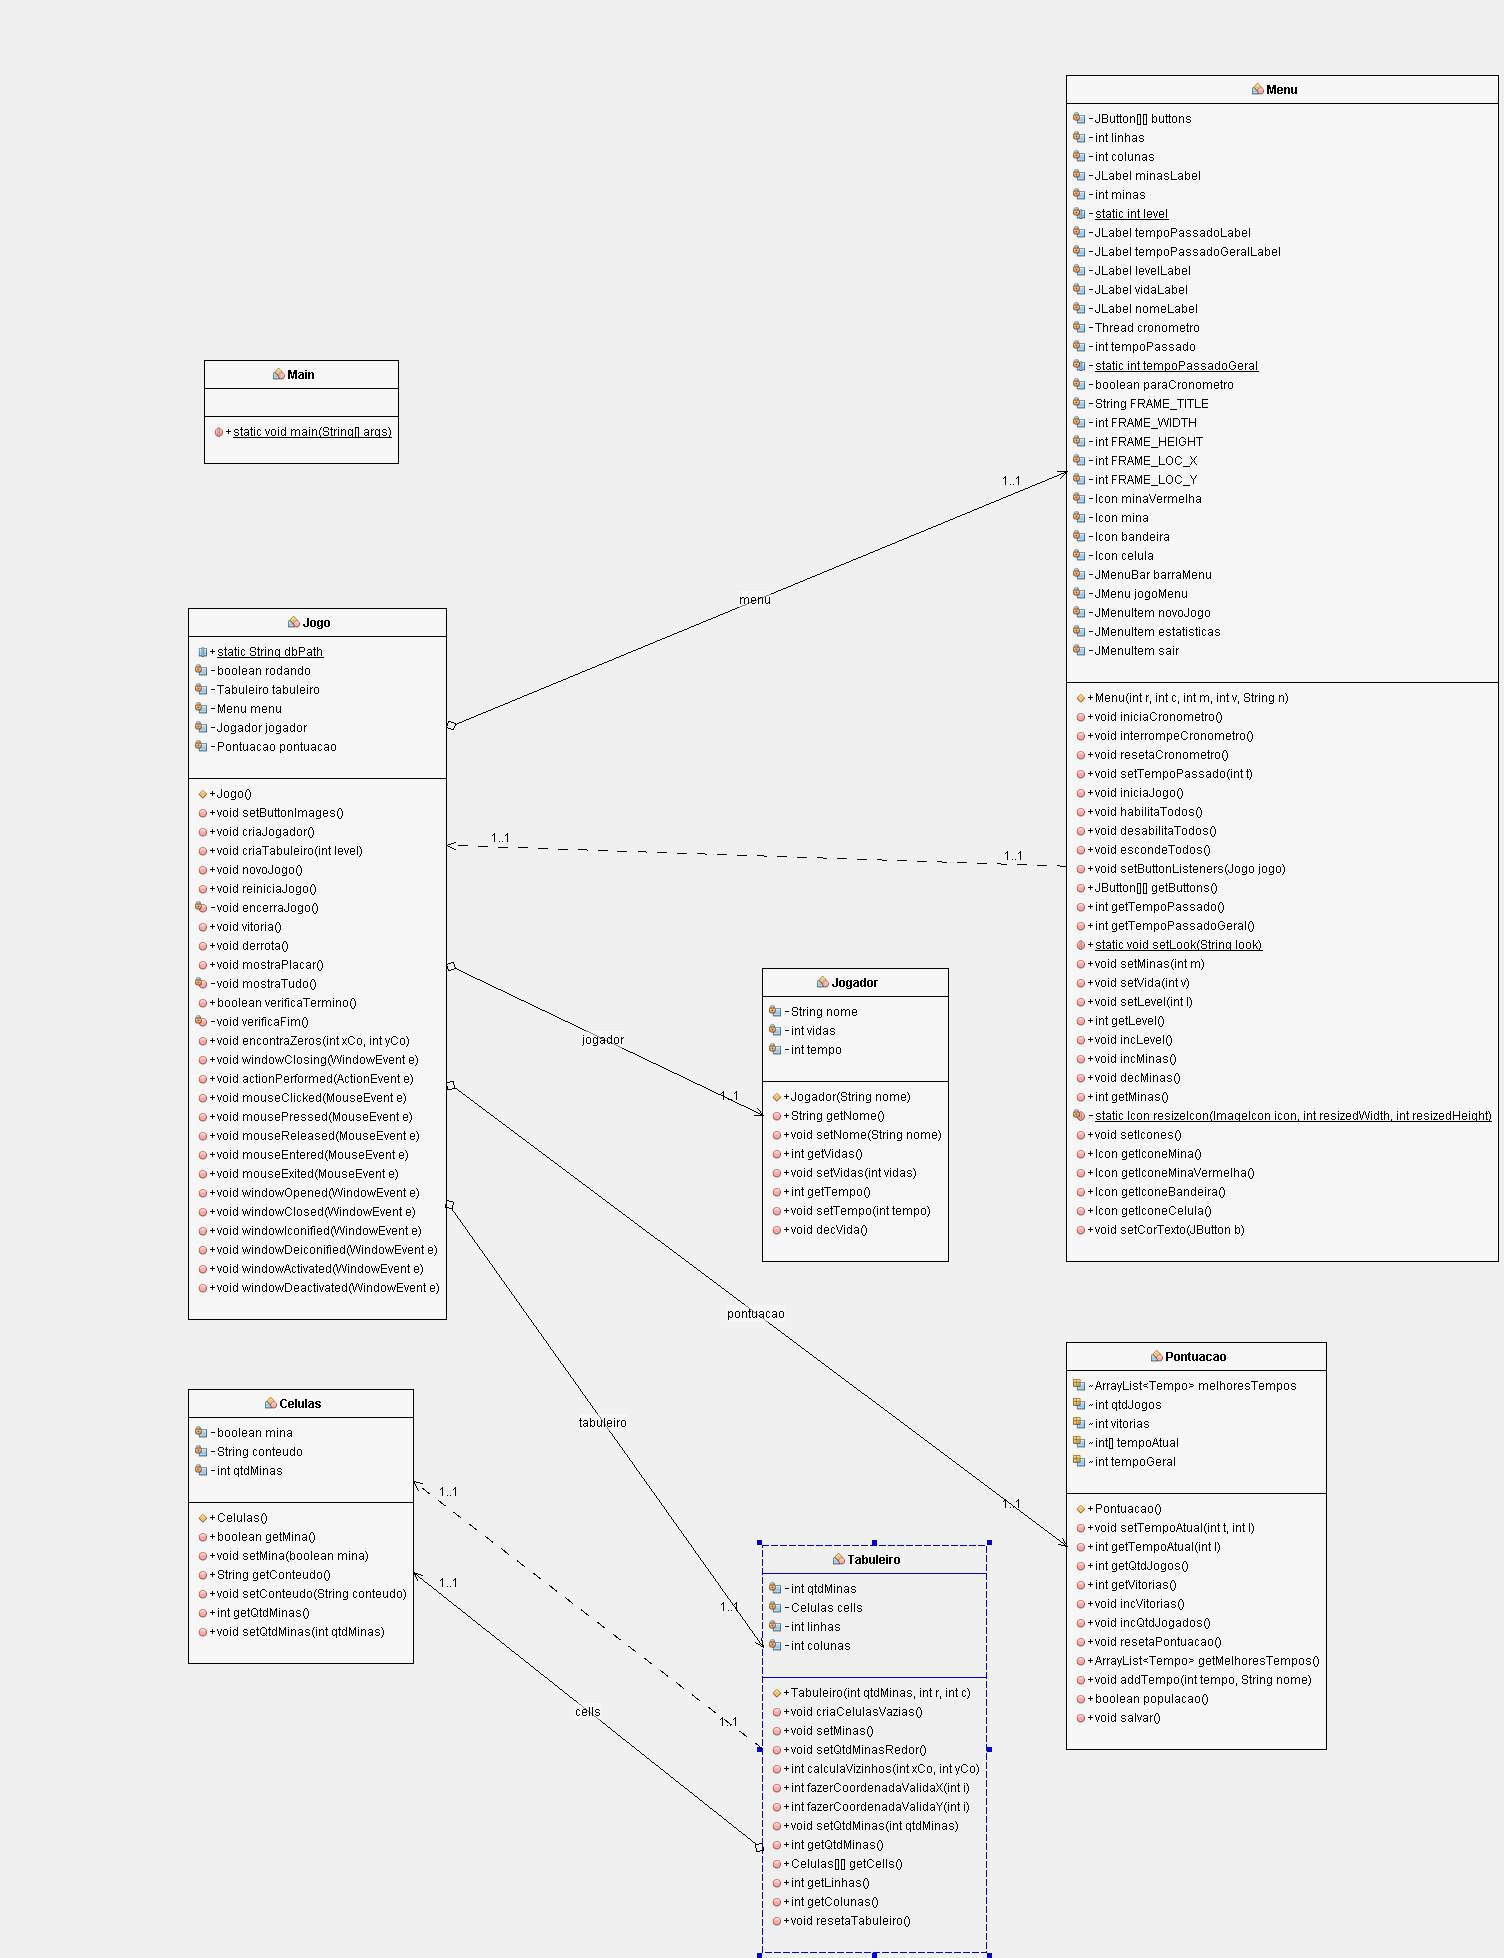 Menu
-JButton[][] buttons
-int linhas
-int colunas
-JLabel minasLabel
-int minas
-static int level
-JLabel tempoPassadoLabel
-JLabel tempoPassadoGeralLabel
-JLabel levelLabel
-JLabel vidaLabel
-JLabel nomeLabel
-Thread cronometro
-int tempoPassado
-static int tempoPassadoGeral
-boolean paraCronometro
-String FRAME_TITLE
-int FRAME_WIDTH
-int FRAME_HEIGHT
-int FRAME_LOC_X
-int FRAME_LOC_Y
-Icon minaVermelha
-Icon mina
-Icon bandeira
-Icon celula
-JMenuBar barraMenu
-JMenu jogoMenu
-JMenuItem novoJogo
-JMenuItem estatisticas
-JMenuItem sair
+Menu(int r, int c, int m, int v, String n)
+void iniciaCronometro()
+void interrompeCronometro()
+void resetaCronometro()
+void setTempoPassado(int t)
+void iniciaJogo()
+void habilitaTodos()
+void desabilitaTodos()
+void escondeTodos()
+void setButtonListeners(Jogo jogo)
+JButton[][] getButtons()
+int getTempoPassado()
+int getTempoPassadoGeral()
+static void setLook(String look)
+void setMinas(int m)
+void setVida(int v)
+void setLevel(int l)
+int getLevel()
+void incLevel()
+void incMinas()
+void decMinas()
+int getMinas()
-static Icon resizeIcon(ImageIcon icon, int resizedWidth, int resizedHeight)
+void setIcones()
+Icon getIconeMina()
+Icon getIconeMinaVermelha()
+Icon getIconeBandeira()
+Icon getIconeCelula()
+void setCorTexto(JButton b)
Main
+static void main(String[] args)
1..1
menu
Jogo
+static String dbPath
-boolean rodando
-Tabuleiro tabuleiro
-Menu menu
-Jogador jogador
-Pontuacao pontuacao
+Jogo()
+void setButtonImages()
+void criaJogador()
+void criaTabuleiro(int level)
+void novoJogo()
+void reiniciaJogo()
-void encerraJogo()
+void vitoria()
+void derrota()
+void mostraPlacar()
-void mostraTudo()
+boolean verificaTermino()
-void verificaFim()
+void encontraZeros(int xCo, int yCo)
+void windowClosing(WindowEvent e)
+void actionPerformed(ActionEvent e)
+void mouseClicked(MouseEvent e)
+void mousePressed(MouseEvent e)
+void mouseReleased(MouseEvent e)
+void mouseEntered(MouseEvent e)
+void mouseExited(MouseEvent e)
+void windowOpened(WindowEvent e)
+void windowClosed(WindowEvent e)
+void windowIconified(WindowEvent e)
+void windowDeiconified(WindowEvent e)
+void windowActivated(WindowEvent e)
+void windowDeactivated(WindowEvent e)
1..1
1..1
jogador
1..1
Jogador
-String nome
-int vidas
-int tempo
+Jogador(String nome)
+String getNome()
+void setNome(String nome)
+int getVidas()
+void setVidas(int vidas)
+int getTempo()
+void setTempo(int tempo)
+void decVida()
pontuacao
1..1
Pontuacao
~ArrayList<Tempo> melhoresTempos
~int qtdJogos
~int vitorias
~int[] tempoAtual
~int tempoGeral
+Pontuacao()
+void setTempoAtual(int t, int l)
+int getTempoAtual(int l)
+int getQtdJogos()
+int getVitorias()
+void incVitorias()
+void incQtdJogados()
+void resetaPontuacao()
+ArrayList<Tempo> getMelhoresTempos()
+void addTempo(int tempo, String nome)
+boolean populacao()
+void salvar()
Celulas
-boolean mina
-String conteudo
-int qtdMinas
+Celulas()
+boolean getMina()
+void setMina(boolean mina)
+String getConteudo()
+void setConteudo(String conteudo)
+int getQtdMinas()
+void setQtdMinas(int qtdMinas)
tabuleiro
1..1
1..1
1..1
1..1
cells
Tabuleiro
-int qtdMinas
-Celulas cells
-int linhas
-int colunas
+Tabuleiro(int qtdMinas, int r, int c)
+void criaCelulasVazias()
+void setMinas()
+void setQtdMinasRedor()
+int calculaVizinhos(int xCo, int yCo)
+int fazerCoordenadaValidaX(int i)
+int fazerCoordenadaValidaY(int i)
+void setQtdMinas(int qtdMinas)
+int getQtdMinas()
+Celulas[][] getCells()
+int getLinhas()
+int getColunas()
+void resetaTabuleiro()